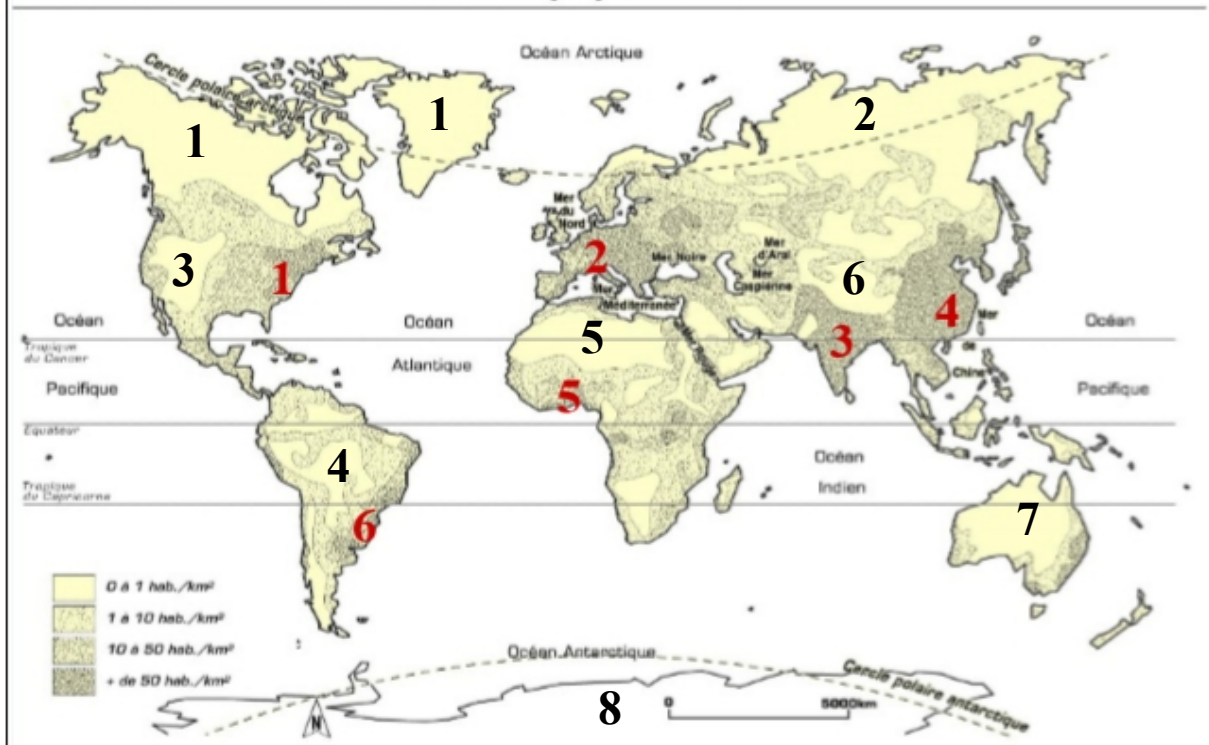 Océan Arctique
Cercle polaire arctique
1
1
2
Mer
du
Nord
2
3
1
Mer Noire
Mer
d'Aral
Mer
Caspienne
6
4
Mer
Méditerranée
Océan
Océan
5
3
Mer
de
Chine
Océan
Tropique
du Cancer
Atlantique
Pacifique
5
Pacifique
Equateur
4
Océan
Indien
Tropique
du Capricorne
6
7
0 à 1 hab./km²
1 à 10 hab./km²
10 à 50 hab./km²
+ de 50 hab./km²
Océan Antarctique
Cercle polaire antarctique
8
0
5000km
N